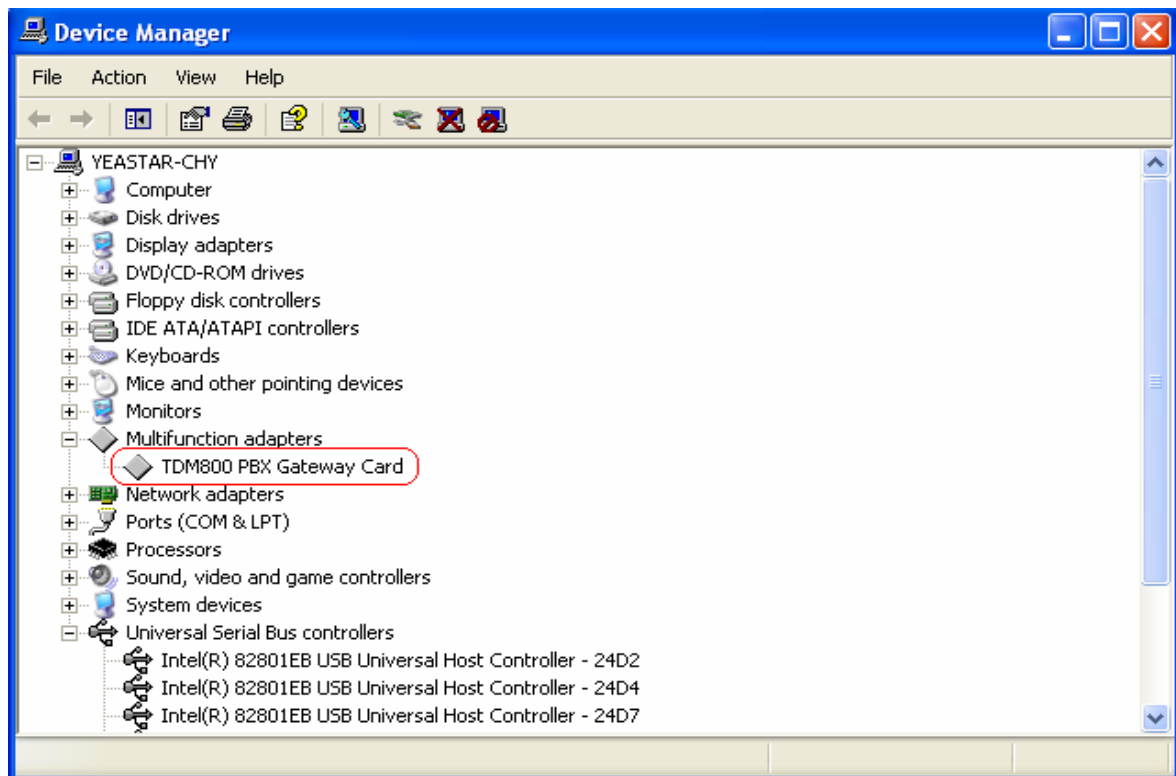 Device Manager
File Action View Help
YEASTAR-CHY
Computer
Disk drives
Display adapters
DVD/CD-ROM drives
Floppy disk controllers
IDE ATA/ATAPI controllers
Keyboards
Mice and other pointing devices
Monitors
Multifunction adapters
TDM800 PBX Gateway Card
Network adapters
Ports (COM & LPT)
Processors
Sound, video and game controllers
System devices
Universal Serial Bus controllers
Intel(R) 82801EB USB Universal Host Controller - 24D2
Intel(R) 82801EB USB Universal Host Controller - 24D4
Intel(R) 82801EB USB Universal Host Controller - 24D7